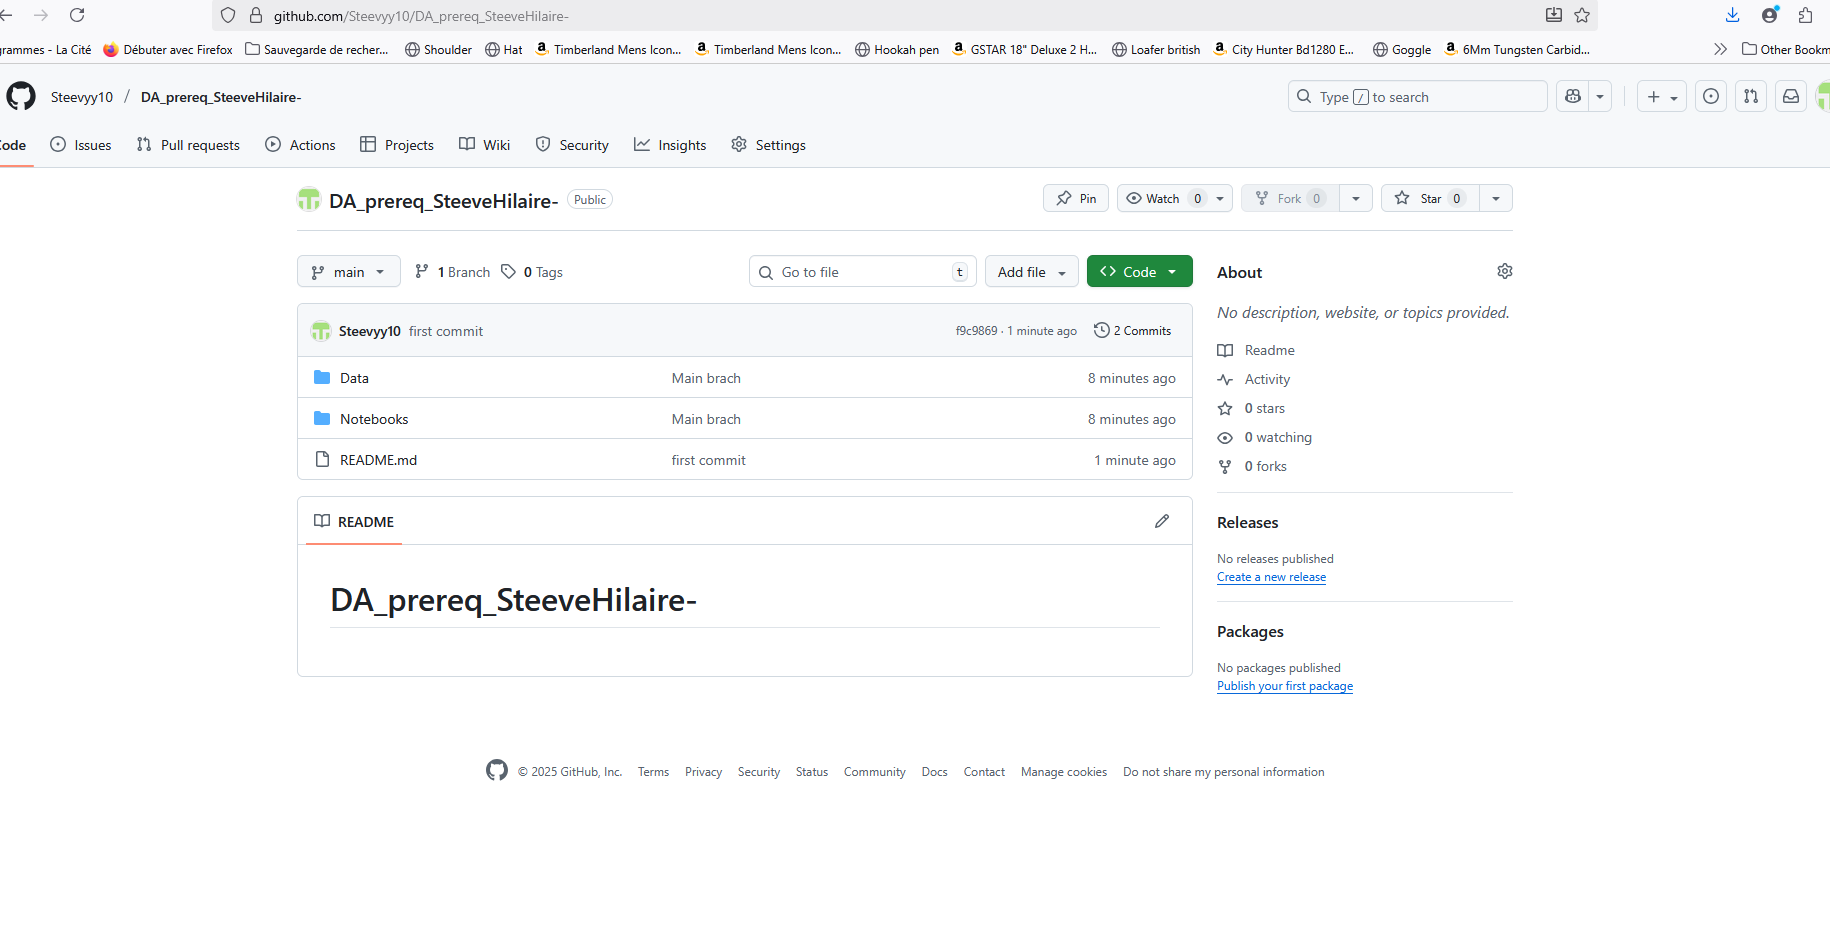 github.com/Steevyy10/DA_prereq_SteeveHilaire-
grammes - La Cité Débuter avec Firefox Sauvegarde de recher... Shoulder Hat Timberland Mens Icon... Timberland Mens Icon... Hookah pen GSTAR 18" Deluxe 2 H... Loafer british City Hunter Bd1280 E... Goggle 6Mm Tungsten Carbid... Other Bookm
Steevyy10 / DA_prereq_SteeveHilaire- Type / to search
ode Issues Pull requests Actions Projects Wiki Security Insights Settings
DA_prereq_SteeveHilaire- Public Pin Watch 0 Fork 0 Star 0
main 1 Branch 0 Tags Go to file t Add file Code
Steevyy10 first commit f9c9869 · 1 minute ago 2 Commits
Data Main brach 8 minutes ago
Notebooks Main brach 8 minutes ago
README.md first commit 1 minute ago
README
DA_prereq_SteeveHilaire-
About
No description, website, or topics provided.
Readme
Activity
0 stars
0 watching
0 forks
Releases
No releases published
Create a new release
Packages
No packages published
Publish your first package
© 2025 GitHub, Inc. Terms Privacy Security Status Community Docs Contact Manage cookies Do not share my personal information